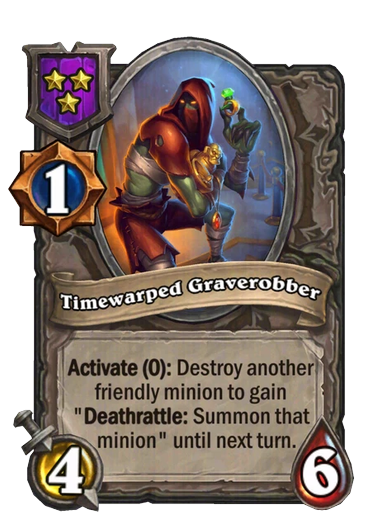 1
Timewarped Graverobber
Activate (0): Destroy another
friendly minion to gain
"Deathrattle: Summon that
minion" until next turn.
4
6